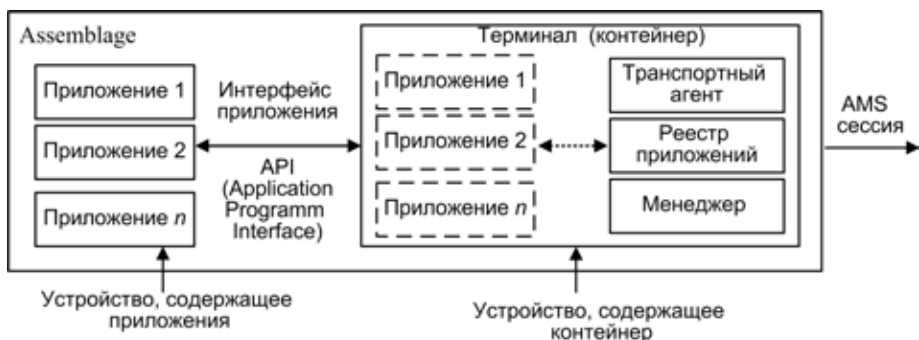 Assemblage
Терминал (контейнер)
Приложение 1
Приложение 2
Приложение n
Интерфейс
приложения
API
(Application
Programm
Interface)
Приложение 1
Приложение 2
Приложение n
Транспортный
агент
Реестр
приложений
Менеджер
AMS
сессия
Устройство, содержащее
приложения
Устройство, содержащее
контейнер